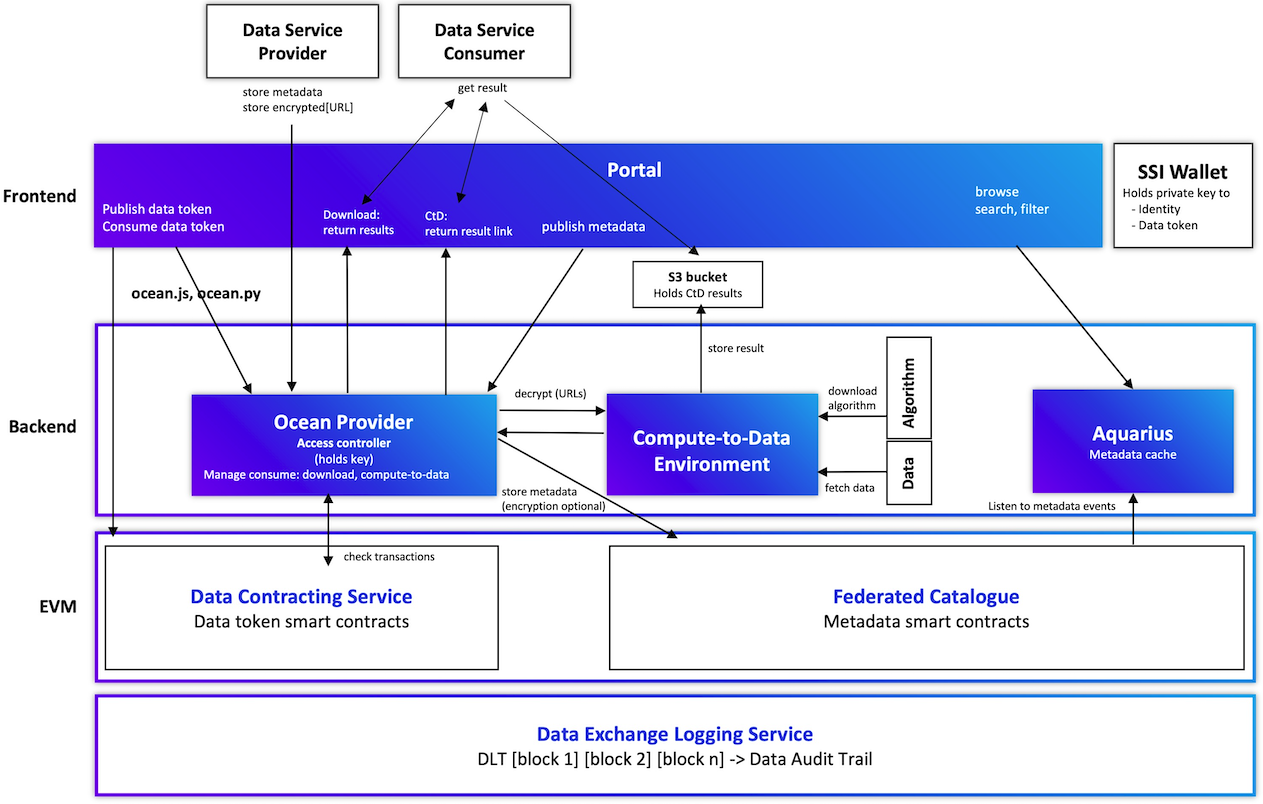 Data Service
Provider
Data Service
Consumer
store metadata
store encrypted[URL]
get result
Frontend
Portal
Publish data token
Consume data token
Download:
return results
CtD:
return result link
publish metadata
browse
search, filter
SSI Wallet
Holds private key to
- Identity
- Data token
ocean.js, ocean.py
S3 bucket
Holds CtD results
store result
Backend
Ocean Provider
Access controller
(holds key)
Manage consume: download, compute-to-data
decrypt (URLs)
Compute-to-Data
Environment
download
algorithm
Algorithm
fetch data
Data
Aquarius
Metadata cache
store metadata
(encryption optional)
Listen to metadata events
EVM
check transactions
Data Contracting Service
Data token smart contracts
Federated Catalogue
Metadata smart contracts
Data Exchange Logging Service
DLT [block 1] [block 2] [block n] -> Data Audit Trail